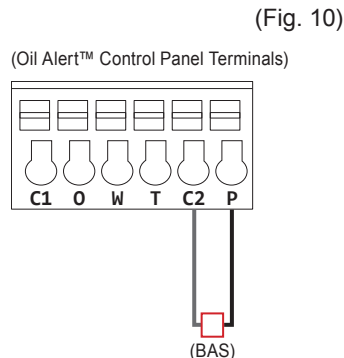 (Fig. 10)
(Oil Alert™ Control Panel Terminals)
C1 O W T C2 P
(BAS)